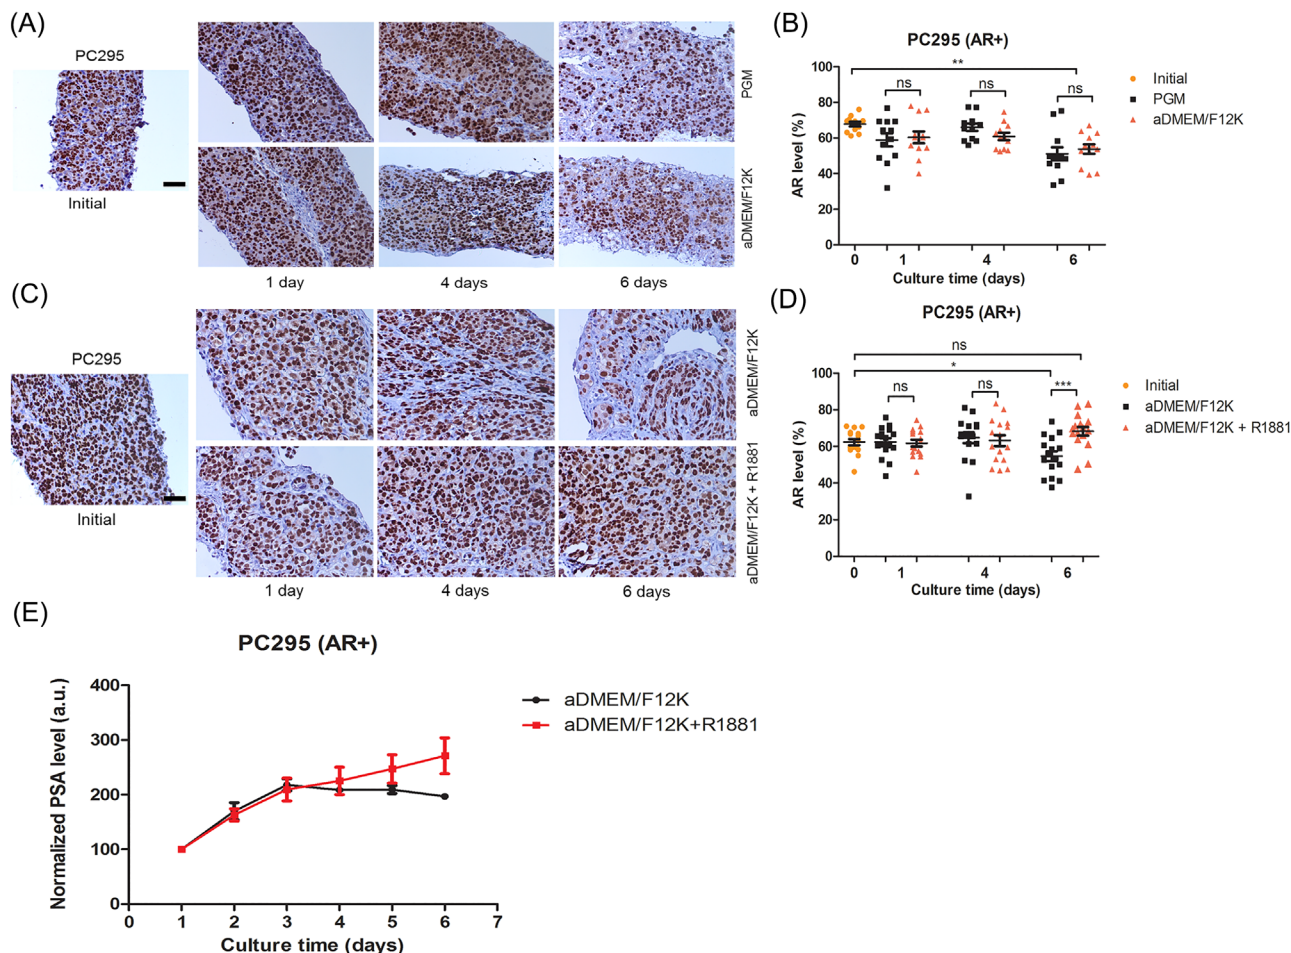 (A)
PC295
Initial
PGM
aDMEM/F12K
1 day
4 days
6 days
(B)
PC295 (AR+)
AR level (%)
100
80
60
40
20
0
**
ns
ns
ns
0
1
4
6
Culture time (days)
Initial
PGM
aDMEM/F12K
(C)
PC295
Initial
aDMEM/F12K
aDMEM/F12K + R1881
1 day
4 days
6 days
(D)
PC295 (AR+)
AR level (%)
100
80
60
40
20
0
ns
*
ns
ns
***
0
1
4
6
Culture time (days)
Initial
aDMEM/F12K
aDMEM/F12K + R1881
(E)
PC295 (AR+)
Normalized PSA level (a.u.)
400
300
200
100
0
0
1
2
3
4
5
6
7
Culture time (days)
aDMEM/F12K
aDMEM/F12K+R1881